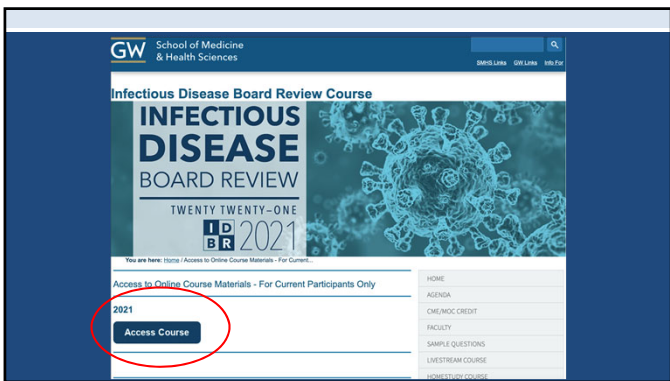 GW School of Medicine
& Health Sciences
SMHS Links GW Links Info For
Infectious Disease Board Review Course
INFECTIOUS
DISEASE
BOARD REVIEW
TWENTY TWENTY-ONE
ID
BR 2021
You are here: Home / Access to Online Course Materials - For Current...
Access to Online Course Materials - For Current Participants Only
2021
Access Course
HOME
AGENDA
CME/MOC CREDIT
FACULTY
SAMPLE QUESTIONS
LIVESTREAM COURSE
HOMESTUDY COURSE